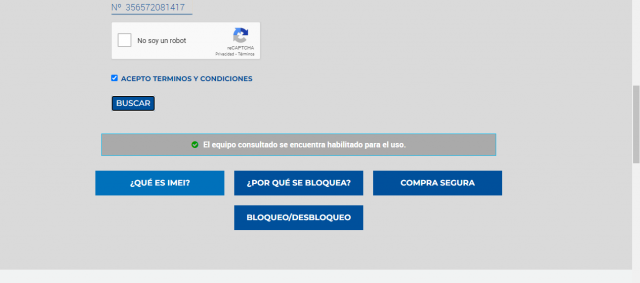 Nº 356572081417
No soy un robot
reCAPTCHA
Privacidad - Términos
ACEPTO TERMINOS Y CONDICIONES
BUSCAR
El equipo consultado se encuentra habilitado para el uso.
¿QUÉ ES IMEI?
¿POR QUÉ SE BLOQUEA?
COMPRA SEGURA
BLOQUEO/DESBLOQUEO